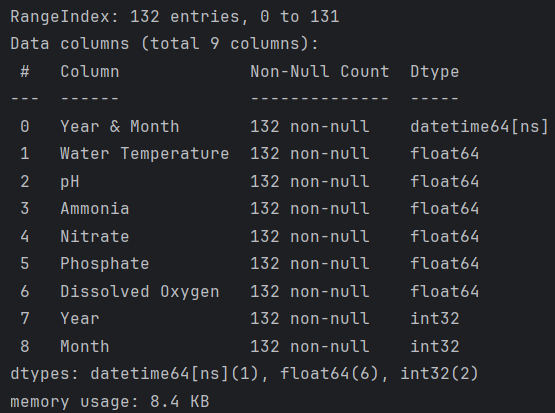 RangeIndex: 132 entries, 0 to 131
Data columns (total 9 columns):
 #   Column             Non-Null Count  Dtype
---  ------             --------------  -----
 0   Year & Month       132 non-null    datetime64[ns]
 1   Water Temperature  132 non-null    float64
 2   pH                 132 non-null    float64
 3   Ammonia            132 non-null    float64
 4   Nitrate            132 non-null    float64
 5   Phosphate          132 non-null    float64
 6   Dissolved Oxygen   132 non-null    float64
 7   Year               132 non-null    int32
 8   Month              132 non-null    int32
dtypes: datetime64[ns](1), float64(6), int32(2)
memory usage: 8.4 KB